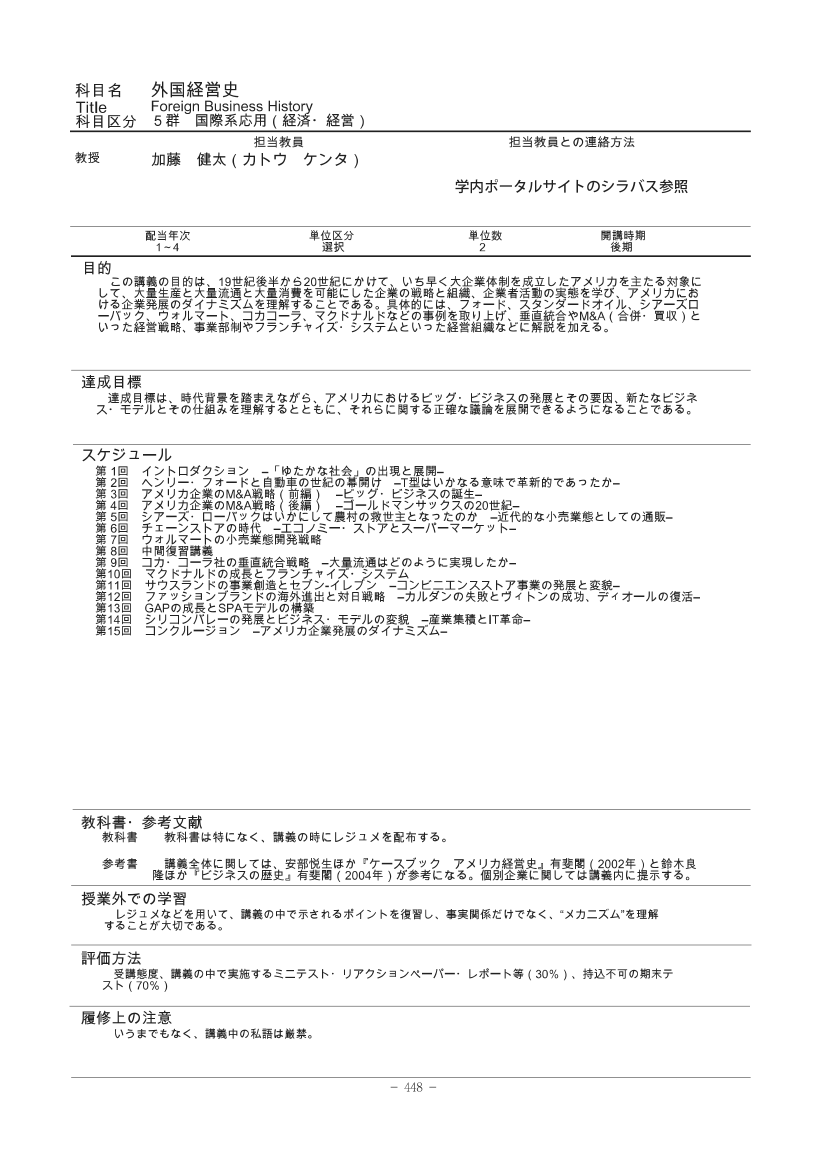 科目名　外国経営史
Title　Foreign Business History
科目区分　５群　国際系応用（経済・経営）
担当教員　担当教員との連絡方法
教授　加藤　健太（カトウ　ケンタ）
学内ポータルサイトのシラバス参照
配当年次　単位区分　単位数　開講時期
1～4　選択　2　後期
目的
この講義の目的は、19世紀後半から20世紀にかけて、いち早く大企業体制を成立したアメリカを主たる対象に
して、大量生産と大量流通と大量消費を可能にした企業の戦略と組織、企業者活動の実態を学び、アメリカにお
ける企業発展のダイナミズムを理解することである。具体的には、フォード、スタンダードオイル、シアーズロ
ーバック、ウォルマート、コカコーラ、マクドナルドなどの事例を取り上げ、垂直統合やM&A（合併・買収）と
いった経営戦略、事業部制やフランチャイズ・システムといった経営組織などに解説を加える。
達成目標
達成目標は、時代背景を踏まえながら、アメリカにおけるビッグ・ビジネスの発展とその要因、新たなビジネ
ス・モデルとその仕組みを理解するとともに、それらに関する正確な議論を展開できるようになることである。
スケジュール
第 1回　イントロダクション　–「ゆたかな社会」の出現と展開–
第 2回　ヘンリー・フォードと自動車の世紀の幕開け　–T型はいかなる意味で革新的であったか–
第 3回　アメリカ企業のM&A戦略（前編）　–ビッグ・ビジネスの誕生–
第 4回　アメリカ企業のM&A戦略（後編）　–ゴールドマンサックスの20世紀–
第 5回　シアーズ・ローバックはいかにして農村の救世主となったのか　–近代的な小売業態としての通販–
第 6回　チェーンストアの時代　–エコノミー・ストアとスーパーマーケット–
第 7回　ウォルマートの小売業態開発戦略
第 8回　中間復習講義
第 9回　コカ・コーラ社の垂直統合戦略　–大量流通はどのように実現したか–
第10回　マクドナルドの成長とフランチャイズ・システム
第11回　サウスランドの事業創造とセブン-イレブン　–コンビニエンスストア事業の発展と変貌–
第12回　ファッションブランドの海外進出と対日戦略　–カルダンの失敗とヴィトンの成功、ディオールの復活–
第13回　GAPの成長とSPAモデルの構築
第14回　シリコンバレーの発展とビジネス・モデルの変貌　–産業集積とIT革命–
第15回　コンクルージョン　–アメリカ企業発展のダイナミズム–
教科書・参考文献
教科書　教科書は特になく、講義の時にレジュメを配布する。
参考書　講義全体に関しては、安部悦生ほか『ケースブック　アメリカ経営史』有斐閣（2002年）と鈴木良
隆ほか『ビジネスの歴史』有斐閣（2004年）が参考になる。個別企業に関しては講義内に提示する。
授業外での学習
レジュメなどを用いて、講義の中で示されるポイントを復習し、事実関係だけでなく、“メカニズム”を理解
することが大切である。
評価方法
受講態度、講義の中で実施するミニテスト・リアクションペーパー・レポート等（30%）、持込不可の期末テ
スト（70%）
履修上の注意
いうまでもなく、講義中の私語は厳禁。
－ 448 －